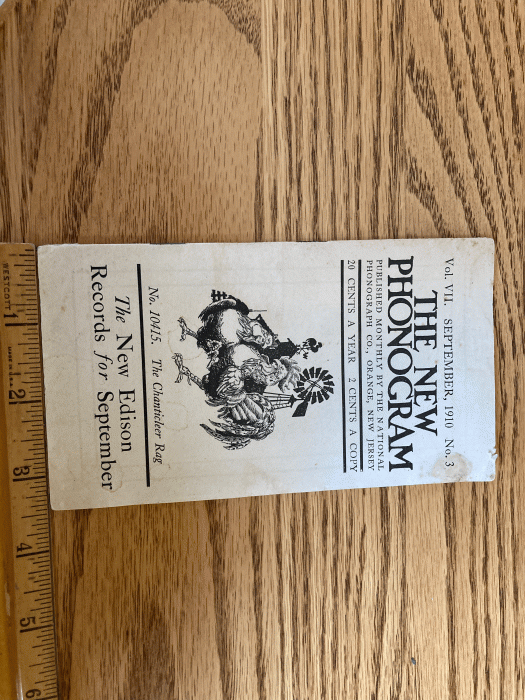 Vol. VII. SEPTEMBER, 1910 No. 3
THE NEW
PHONOGRAM
PUBLISHED MONTHLY BY THE NATIONAL
PHONOGRAPH CO., ORANGE, NEW JERSEY
20 CENTS A YEAR 2 CENTS A COPY
No. 10415. The Chanticleer Rag
The New Edison
Records for September
WESTCOTT
MADE IN U.S.A.
1 2 3 4 5 6